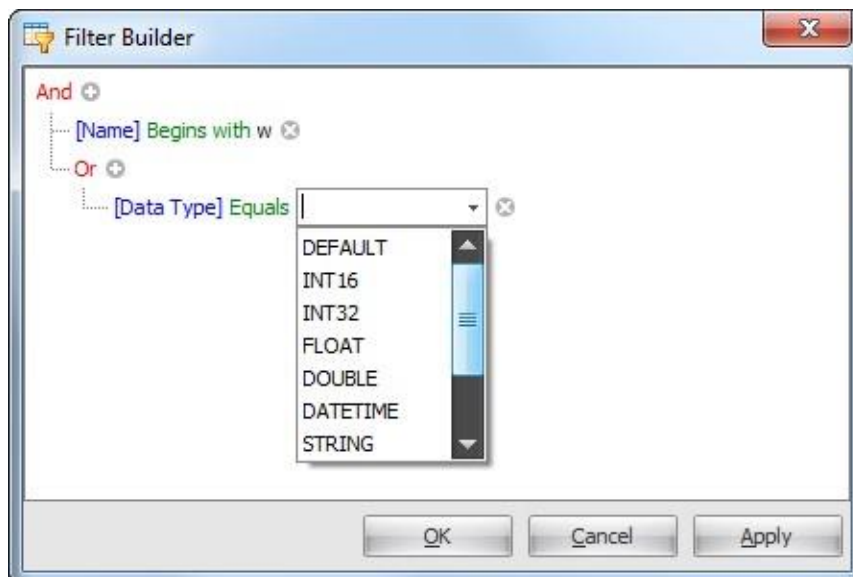 Filter Builder
And
[Name] Begins with w
Or
[Data Type] Equals
DEFAULT
INT16
INT32
FLOAT
DOUBLE
DATETIME
STRING
OK Cancel Apply